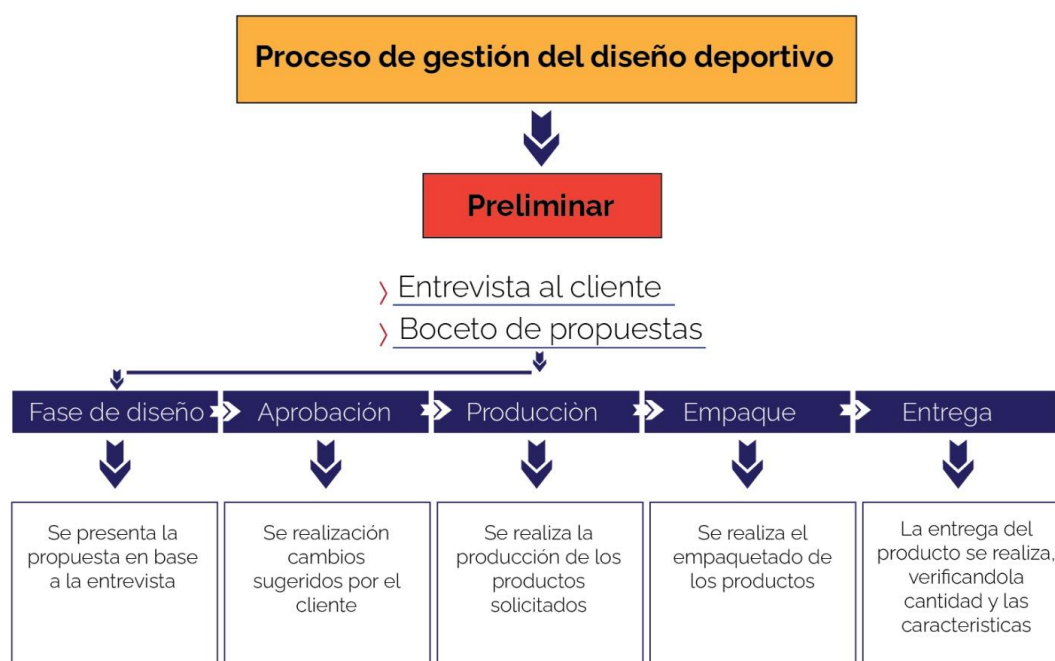 Proceso de gestión del diseño deportivo
Preliminar
Entrevista al cliente
Boceto de propuestas
Fase de diseño
Aprobación
Producciòn
Empaque
Entrega
Se presenta la
propuesta en base
a la entrevista
Se realización
cambios
sugeridos por el
cliente
Se realiza la
producción de los
productos
solicitados
Se realiza el
empaquetado de
los productos
La entrega del
producto se realiza,
verificandola
cantidad y las
caracteristicas